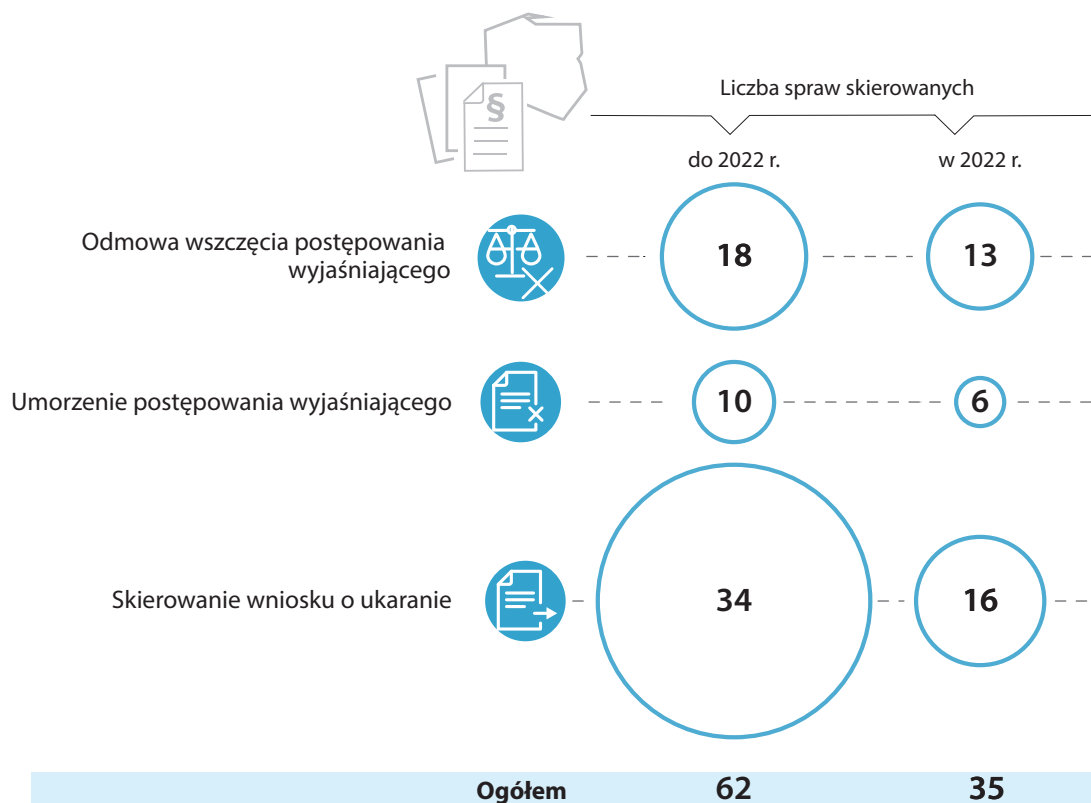 §
Liczba spraw skierowanych
do 2022 r.
w 2022 r.
Odmowa wszczęcia postępowania
wyjaśniającego
18
13
Umorzenie postępowania wyjaśniającego
10
6
Skierowanie wniosku o ukaranie
34
16
Ogółem
62
35